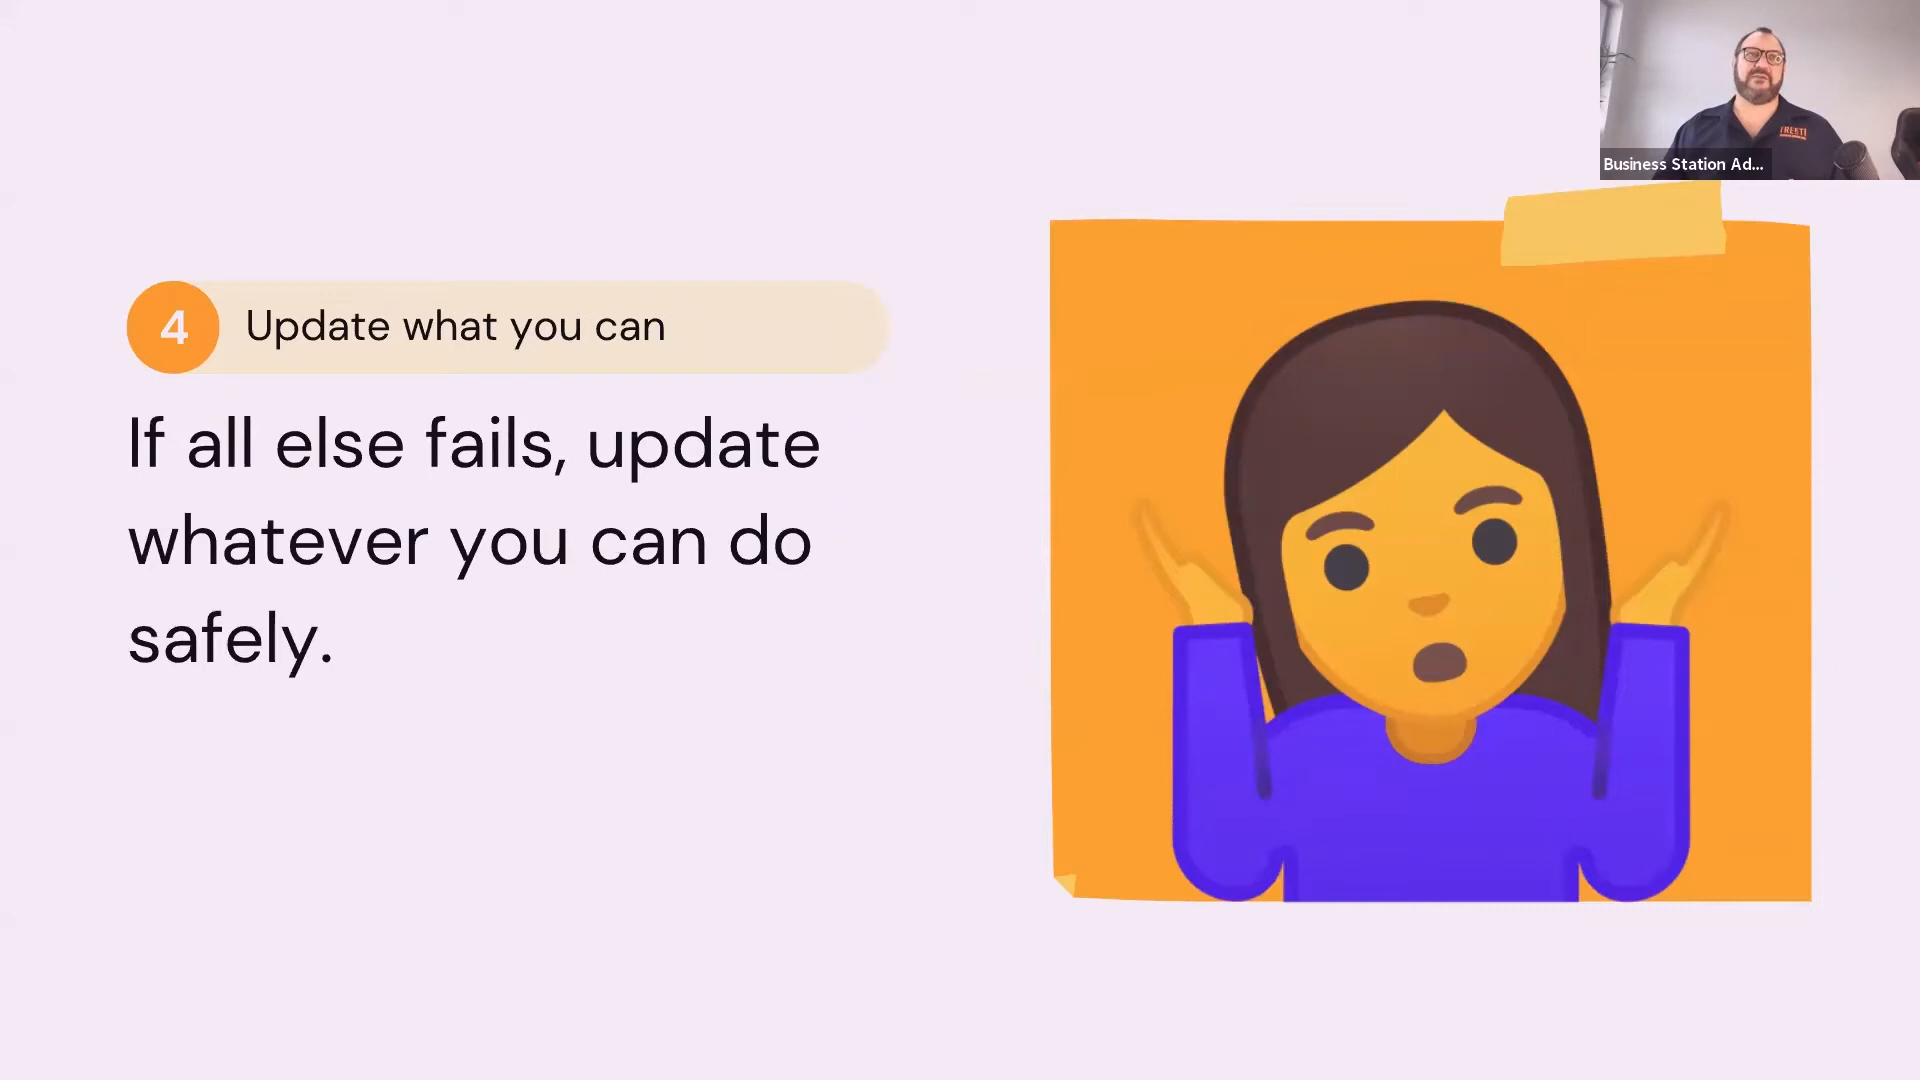 Business Station Ad...
4
Update what you can
If all else fails, update
whatever you can do
safely.